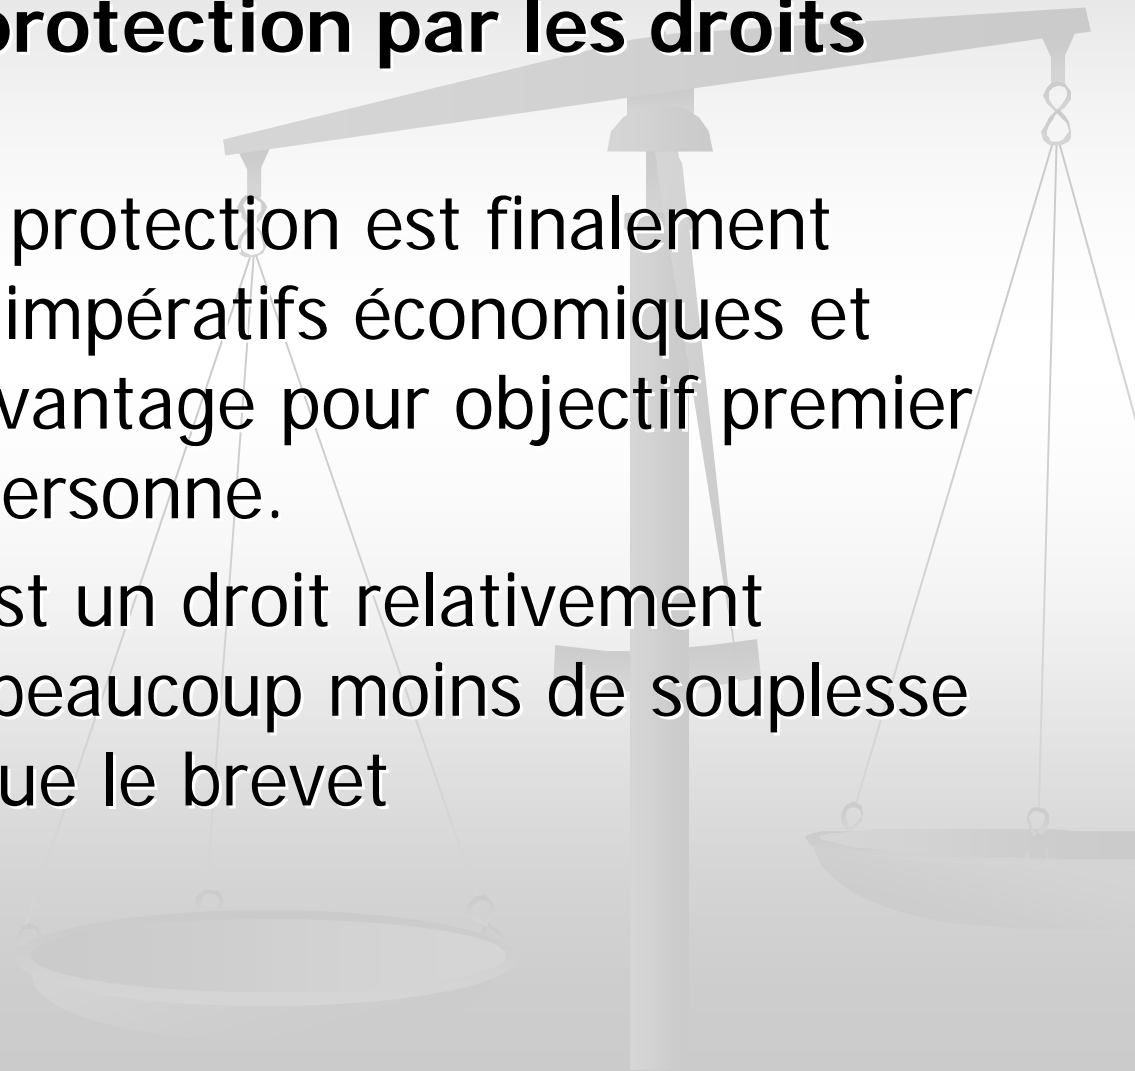 protection par les droits
protection est finalement
impératifs économiques et
vantage pour objectif premier
ersonne.
st un droit relativement
beaucoup moins de souplesse
ue le brevet